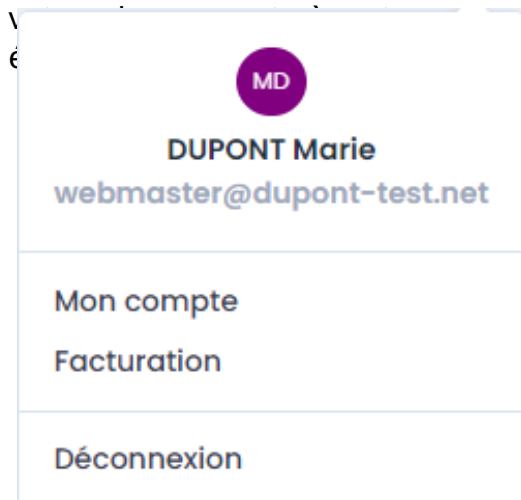 MD
DUPONT Marie
webmaster@dupont-test.net
Mon compte
Facturation
Déconnexion